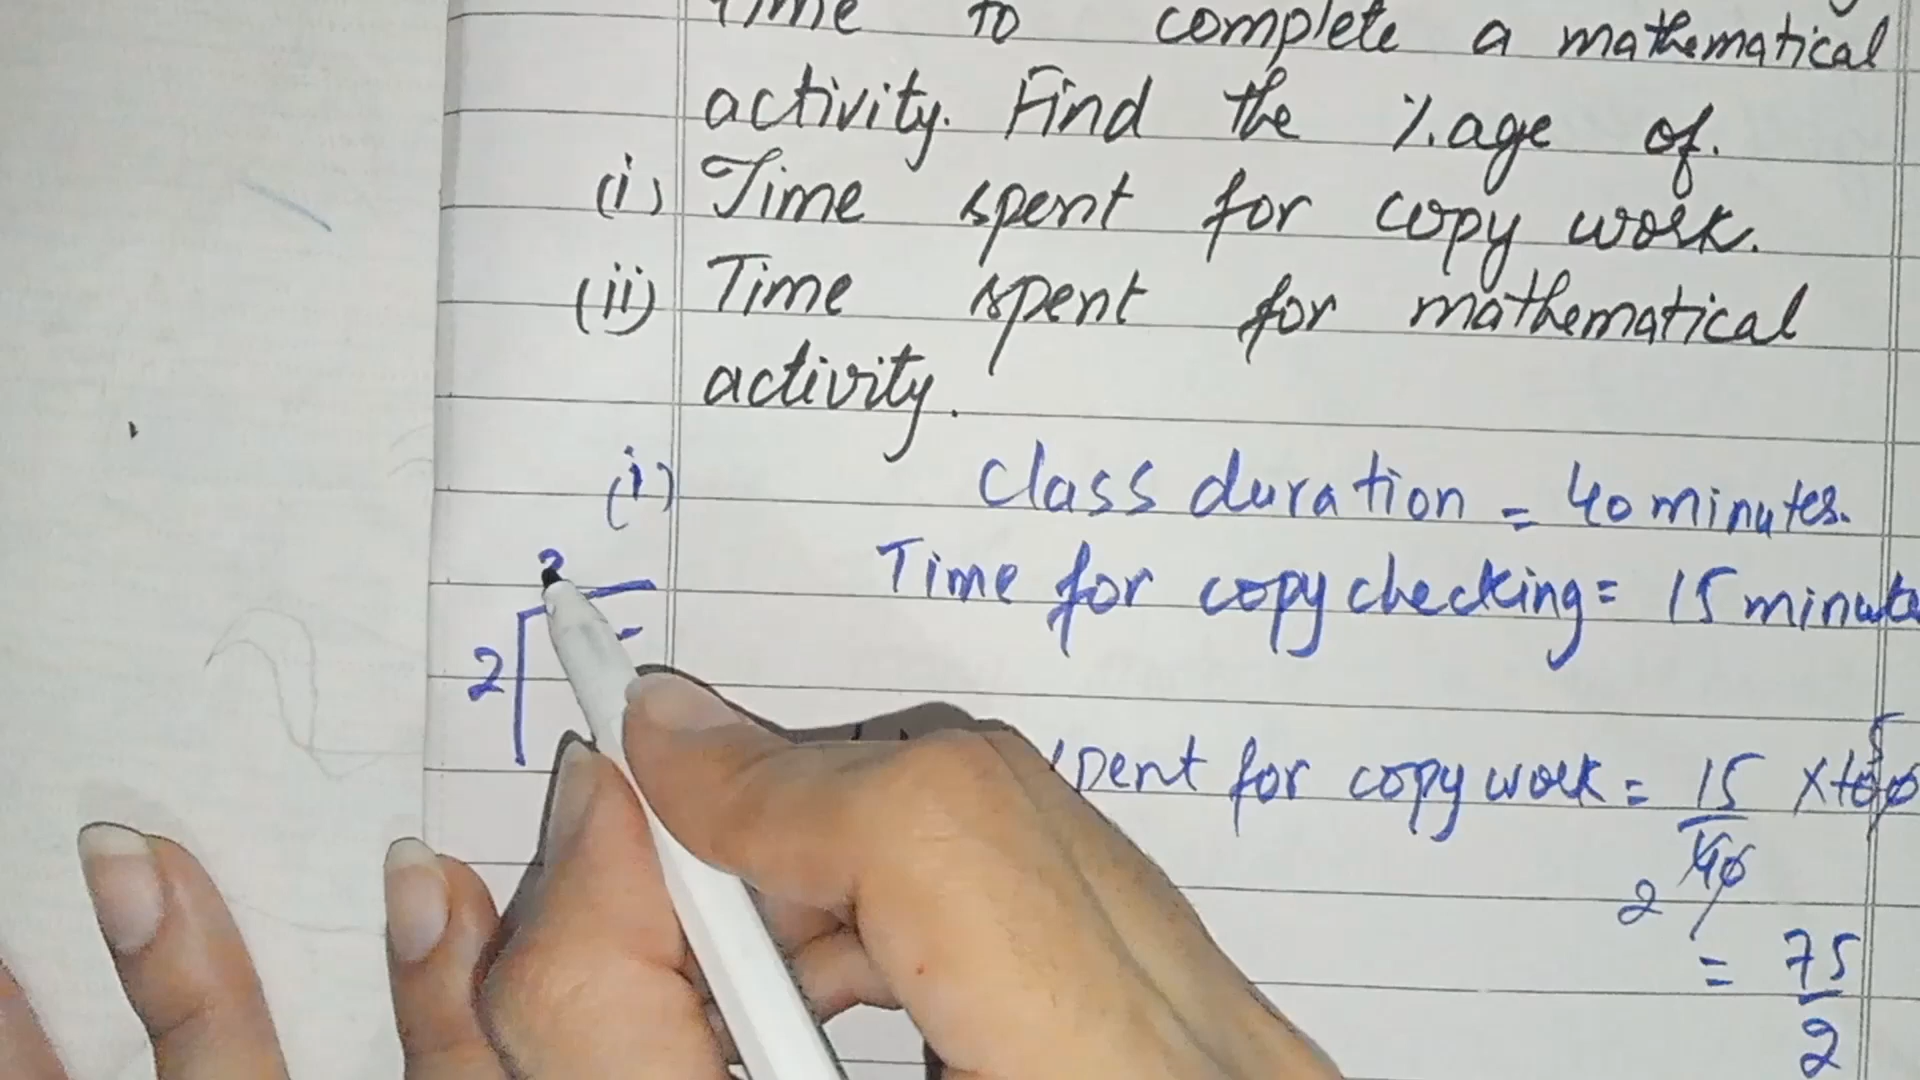 Time to complete a mathematical
activity. Find the %age of.
(i) Time spent for copy work.
(ii) Time spent for mathematical
activity.
(i) Class duration = 40 minutes.
Time for copy checking = 15 minute
spent for copy work = 15 × 100 5
40
2
= 75
2
3
2